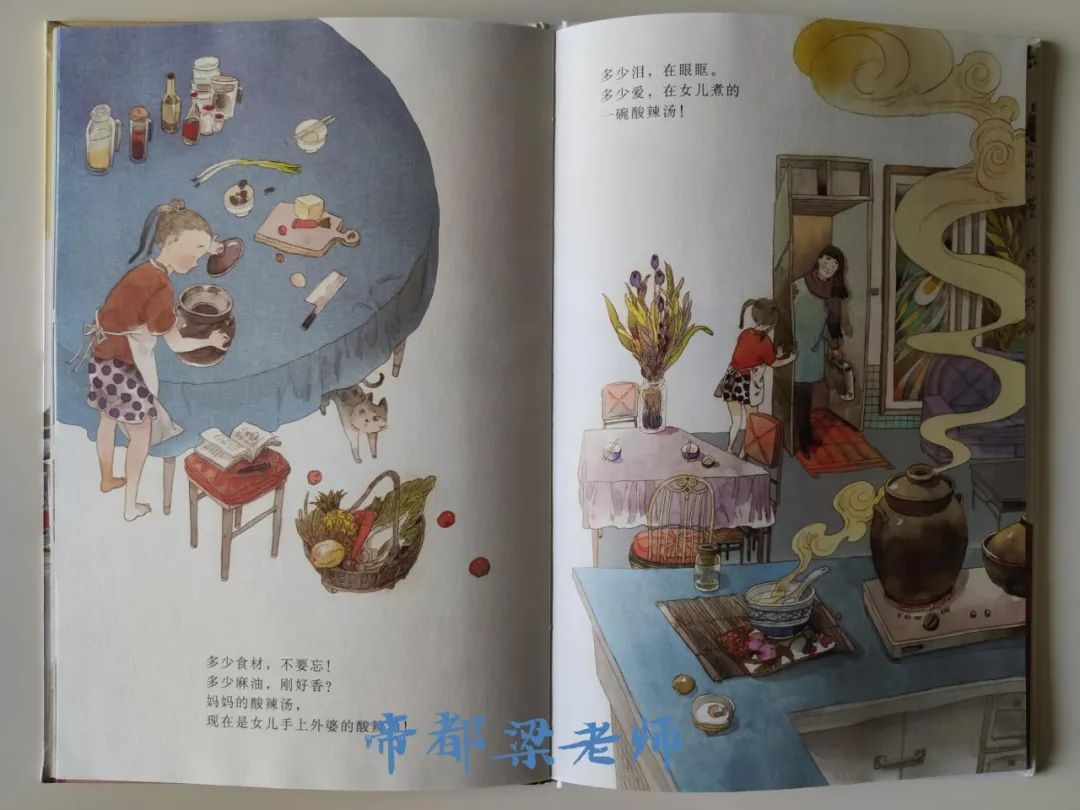 多少食材，不要忘！
多少麻油，刚好香？
妈妈的酸辣汤，
现在是女儿手上外婆的酸辣！
帝都梁老师
多少泪，在眼眶。
多少爱，在女儿煮的
一碗酸辣汤！